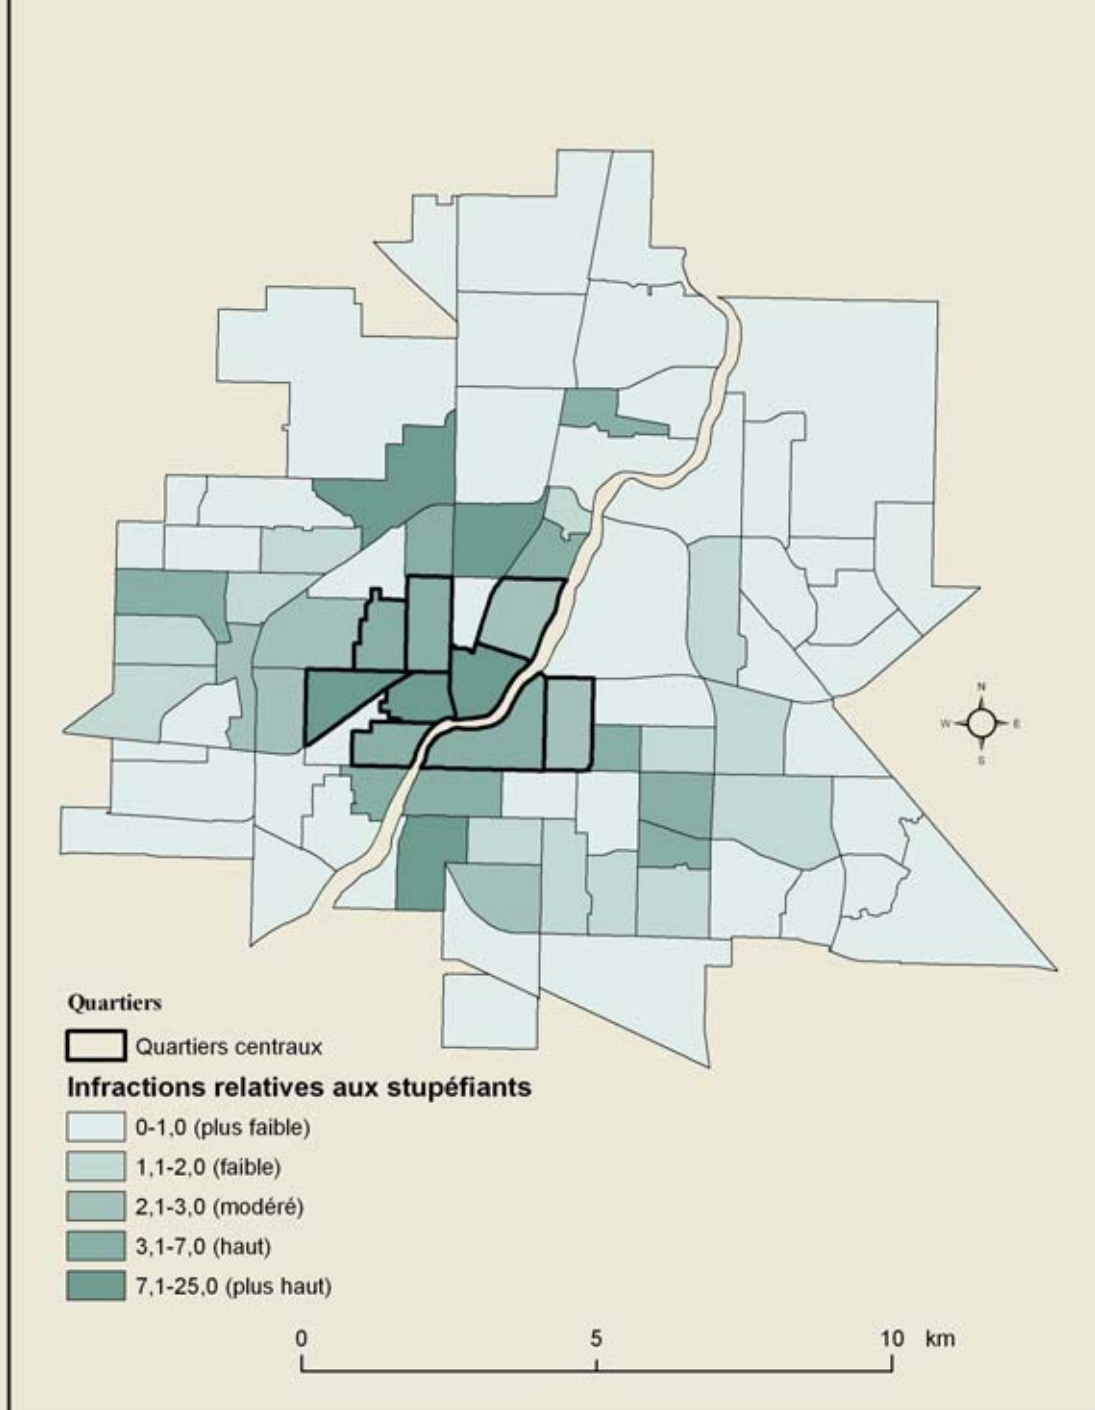 N
W E
S
Quartiers
Quartiers centraux
Infractions relatives aux stupéfiants
0-1,0 (plus faible)
1,1-2,0 (faible)
2,1-3,0 (modéré)
3,1-7,0 (haut)
7,1-25,0 (plus haut)
0 5 10 km